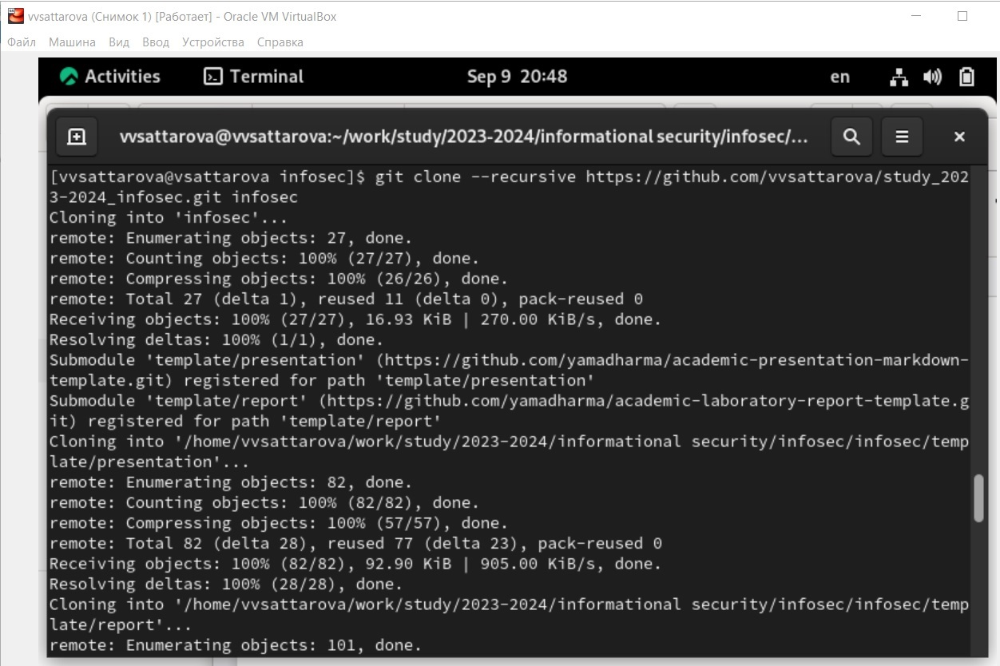 vvsattarova (Снимок 1) [Работает] - Oracle VM VirtualBox
Файл Машина Вид Ввод Устройства Справка
Activities Terminal Sep 9 20:48 en
vvsattarova@vvsattarova:~/work/study/2023-2024/informational security/infosec/...
[vvsattarova@vsattarova infosec]$ git clone --recursive https://github.com/vvsattarova/study_202
3-2024_infosec.git infosec
Cloning into 'infosec'...
remote: Enumerating objects: 27, done.
remote: Counting objects: 100% (27/27), done.
remote: Compressing objects: 100% (26/26), done.
remote: Total 27 (delta 1), reused 11 (delta 0), pack-reused 0
Receiving objects: 100% (27/27), 16.93 KiB | 270.00 KiB/s, done.
Resolving deltas: 100% (1/1), done.
Submodule 'template/presentation' (https://github.com/yamadharma/academic-presentation-markdown-
template.git) registered for path 'template/presentation'
Submodule 'template/report' (https://github.com/yamadharma/academic-laboratory-report-template.g
it) registered for path 'template/report'
Cloning into '/home/vvsattarova/work/study/2023-2024/informational security/infosec/infosec/temp
late/presentation'...
remote: Enumerating objects: 82, done.
remote: Counting objects: 100% (82/82), done.
remote: Compressing objects: 100% (57/57), done.
remote: Total 82 (delta 28), reused 77 (delta 23), pack-reused 0
Receiving objects: 100% (82/82), 92.90 KiB | 905.00 KiB/s, done.
Resolving deltas: 100% (28/28), done.
Cloning into '/home/vvsattarova/work/study/2023-2024/informational security/infosec/infosec/temp
late/report'...
remote: Enumerating objects: 101, done.